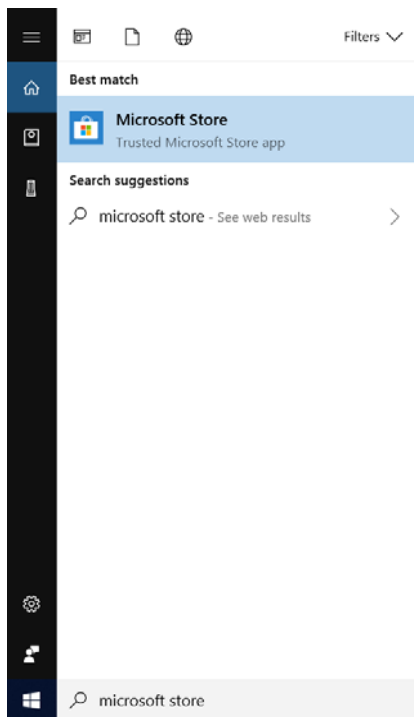 Filters
Best match
Microsoft Store
Trusted Microsoft Store app
Search suggestions
microsoft store - See web results
microsoft store